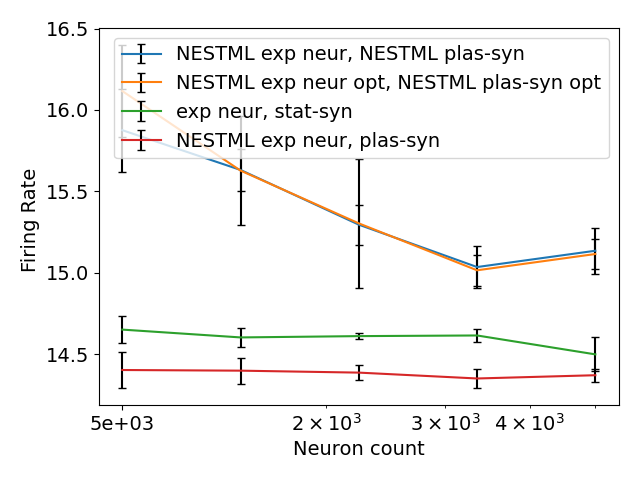 16.5
16.0
15.5
15.0
14.5
Firing Rate
NESTML exp neur, NESTML plas-syn
NESTML exp neur opt, NESTML plas-syn opt
exp neur, stat-syn
NESTML exp neur, plas-syn
5e+03
2 × 10³
3 × 10³
4 × 10³
Neuron count